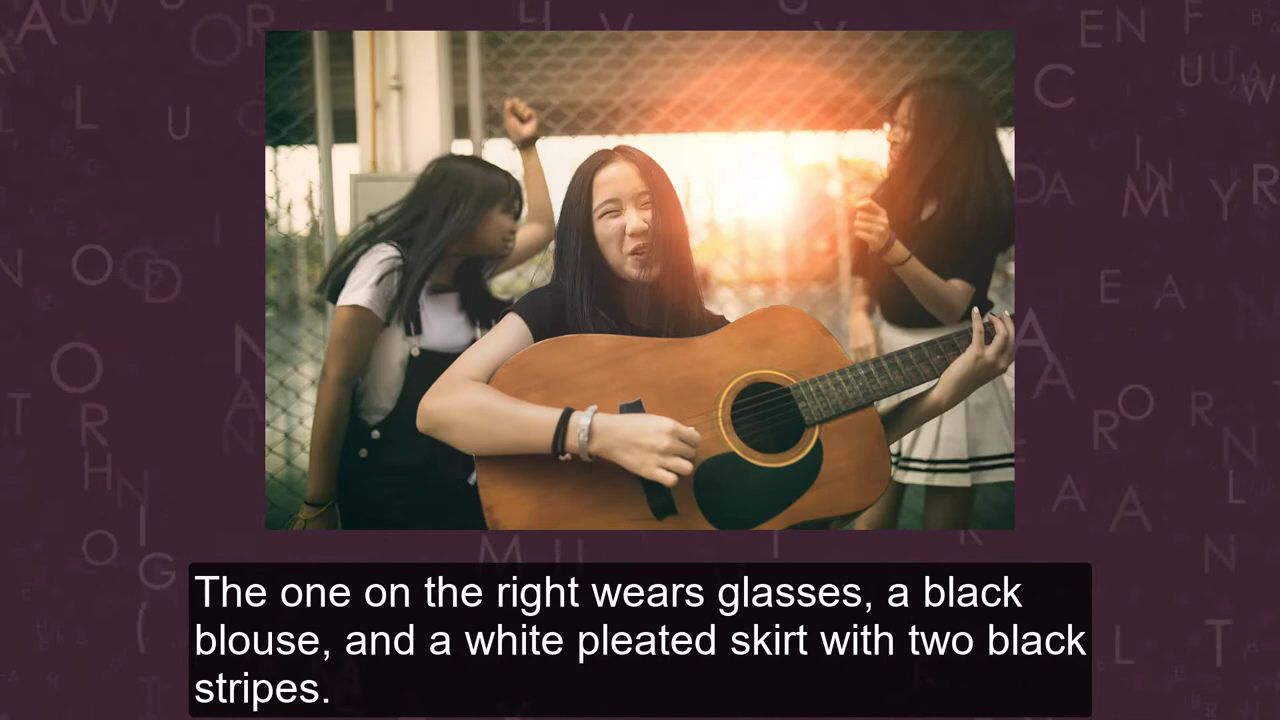 The one on the right wears glasses, a black
blouse, and a white pleated skirt with two black
stripes.